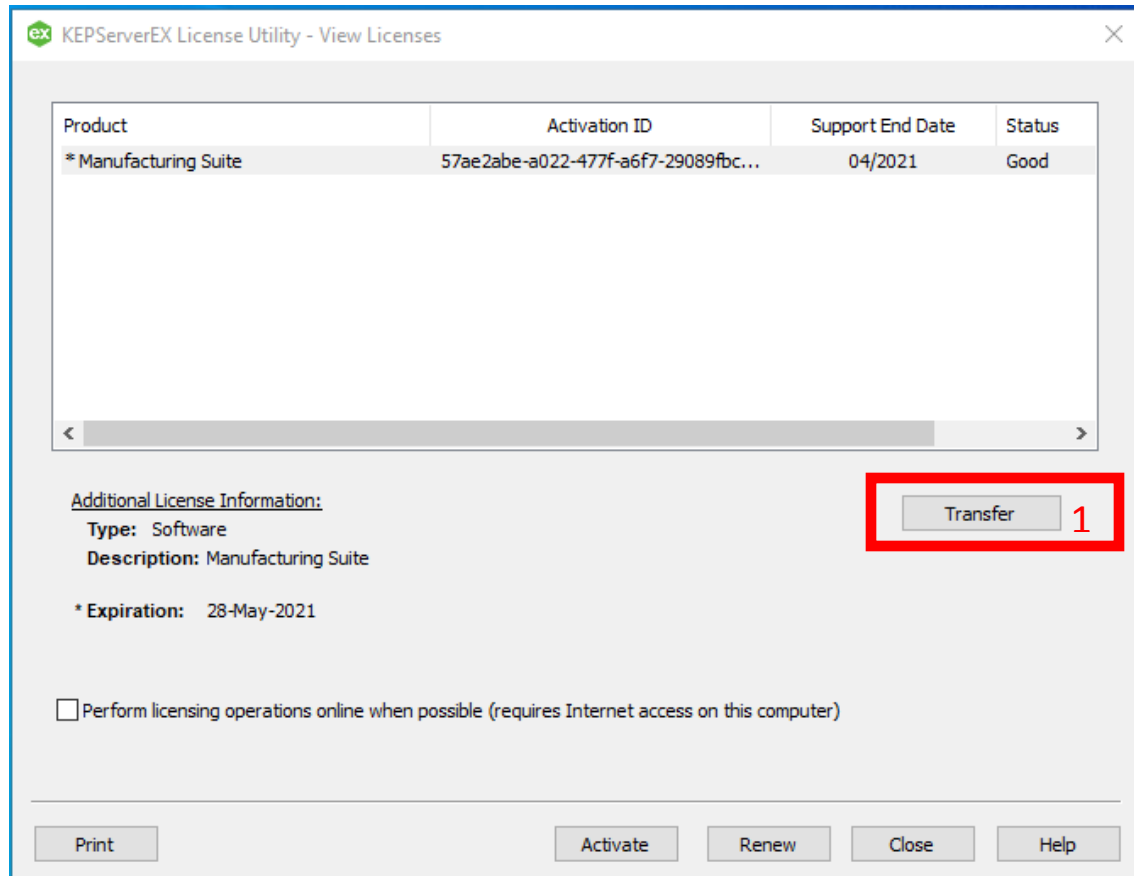 ex KEPServerEX License Utility - View Licenses
Product Activation ID Support End Date Status
* Manufacturing Suite 57ae2abe-a022-477f-a6f7-29089fbc... 04/2021 Good
Additional License Information:
Type: Software
Description: Manufacturing Suite
Transfer 1
* Expiration: 28-May-2021
Perform licensing operations online when possible (requires Internet access on this computer)
Print Activate Renew Close Help